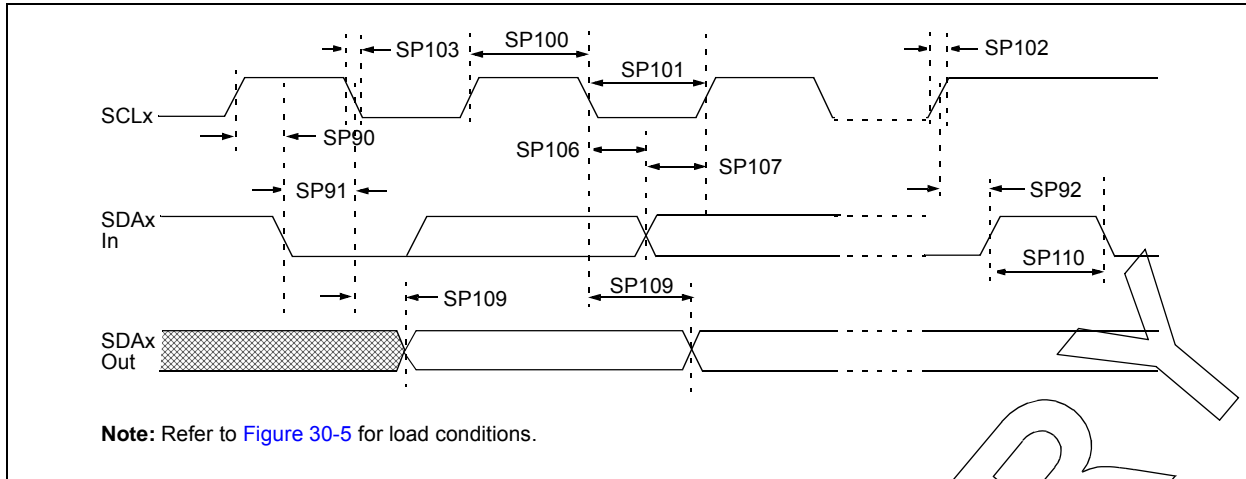 SP103
SP100
SP102
SP101
SCLx
SP90
SP106
SP107
SP91
SP92
SDAx
In
SP110
SP109
SP109
SDAx
Out
Note: Refer to Figure 30-5 for load conditions.
R
Y